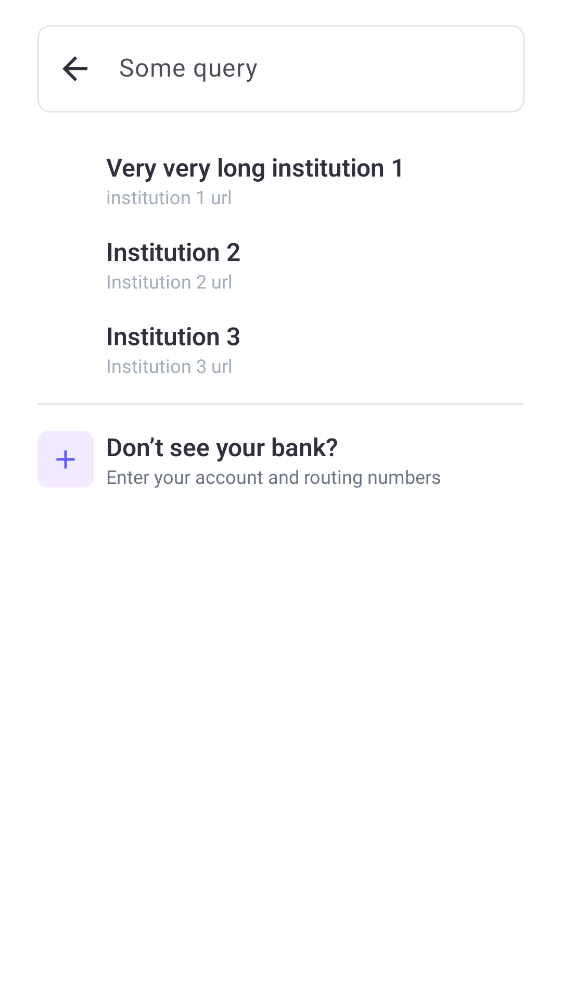 Some query
Very very long institution 1
institution 1 url
Institution 2
Institution 2 url
Institution 3
Institution 3 url
Don’t see your bank?
Enter your account and routing numbers